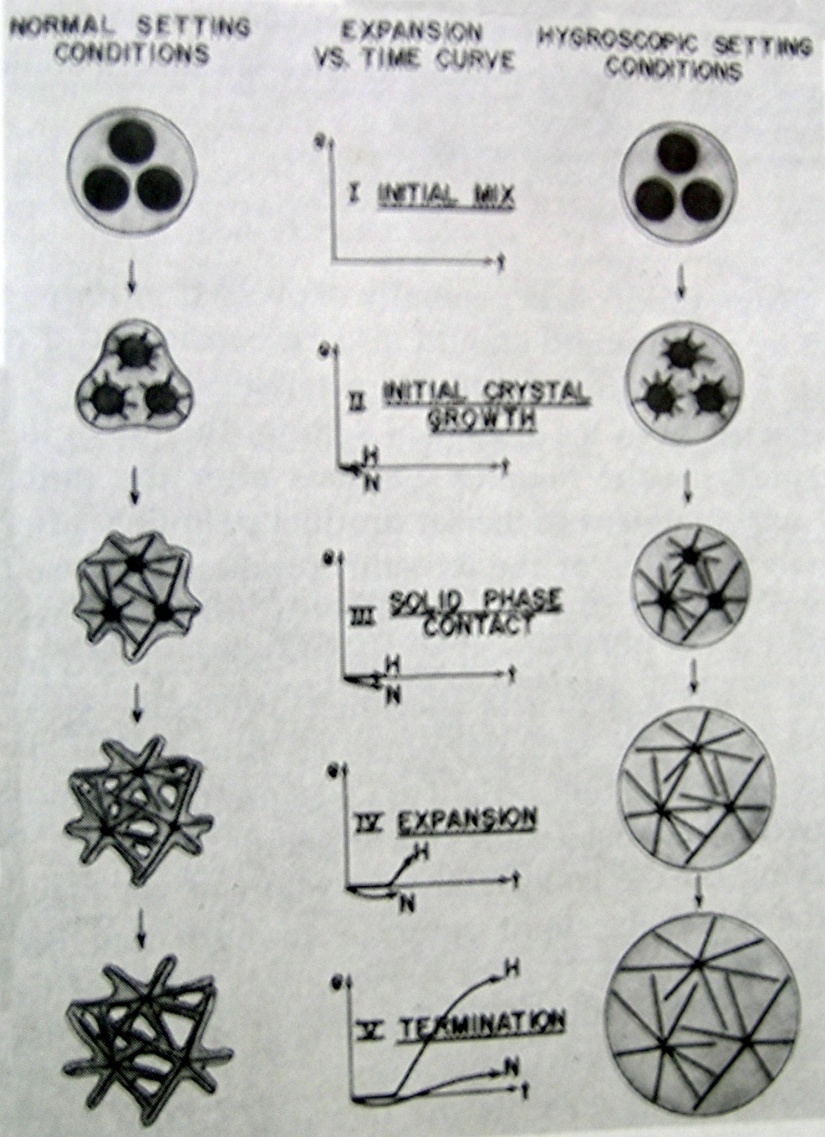 NORMAL SETTING
CONDITIONS
EXPANSION
VS. TIME CURVE
HYGROSCOPIC SETTING
CONDITIONS
e
I INITIAL MIX
t
e
II INITIAL CRYSTAL
GROWTH
H
N
t
e
III SOLID PHASE
CONTACT
H
N
t
e
IV EXPANSION
H
N
t
e
H
V TERMINATION
N
t